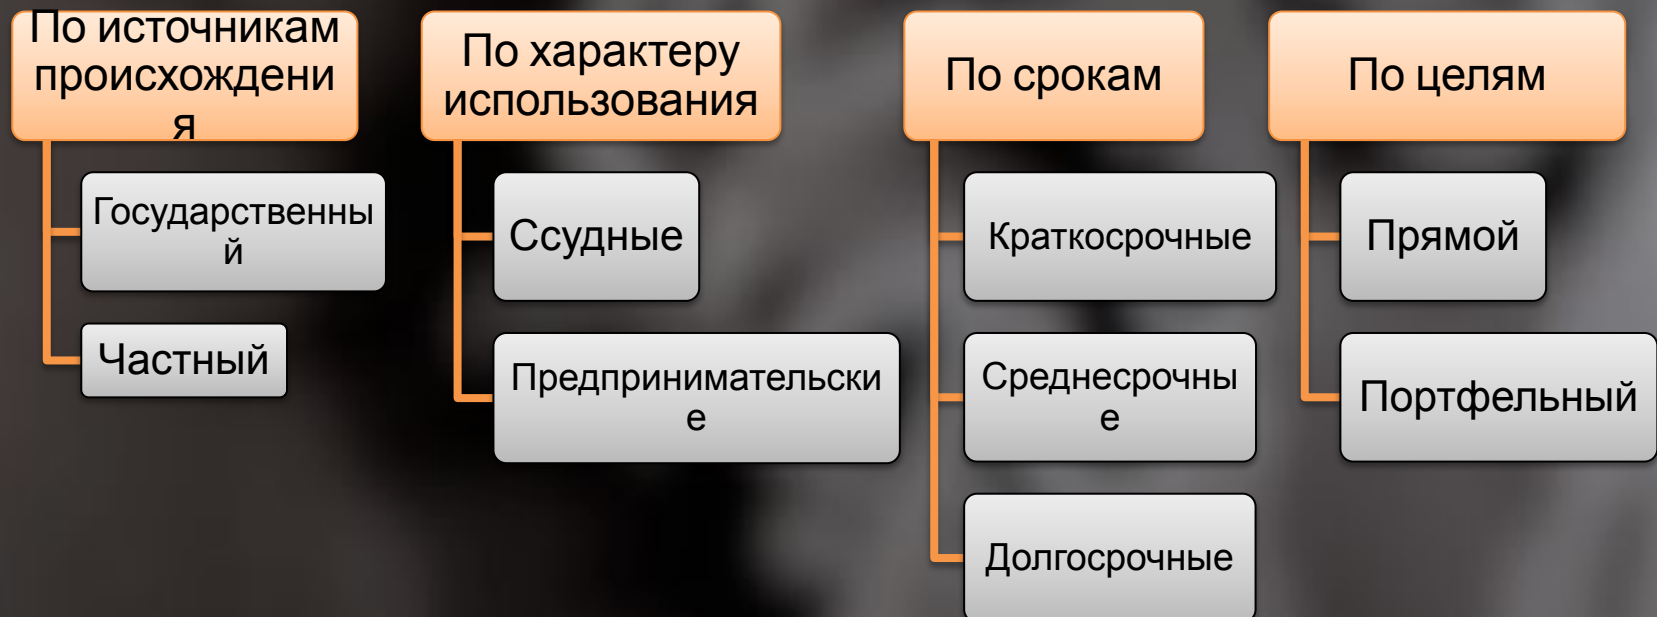 По источникам
происхождени
я
Государственны
й
Частный
По характеру
использования
Ссудные
Предпринимательски
е
По срокам
Краткосрочные
Среднесрочны
е
Долгосрочные
По целям
Прямой
Портфельный